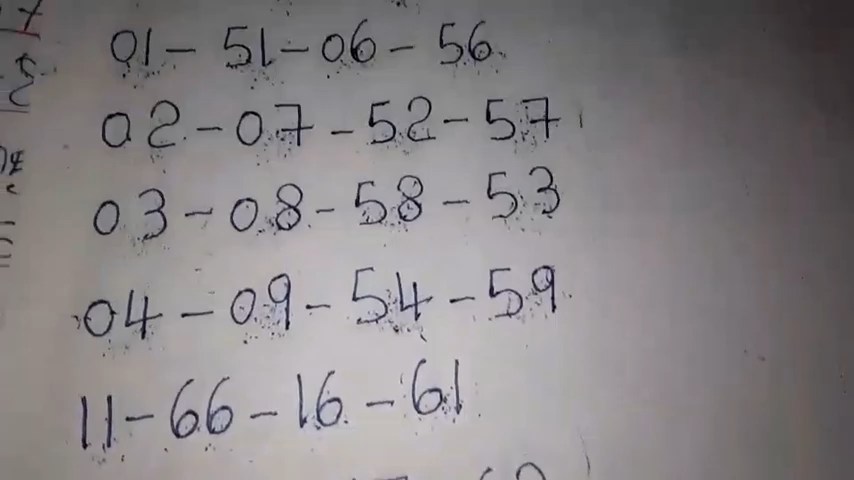 01 - 51 - 06 - 56
02 - 07 - 52 - 57
03 - 08 - 58 - 53
04 - 09 - 54 - 59
11 - 66 - 16 - 61